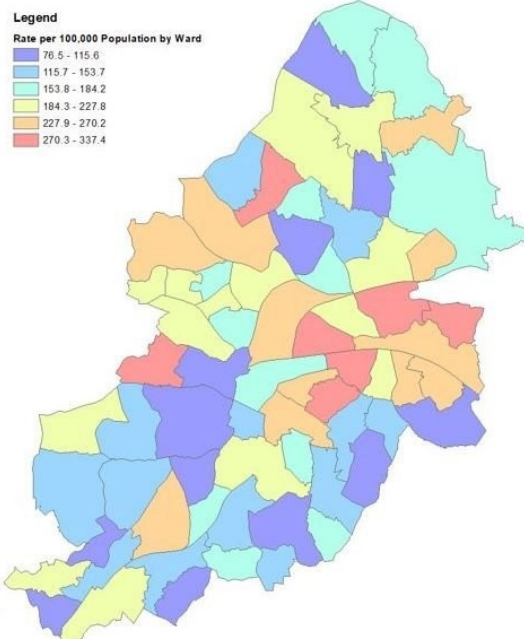 Legend
Rate per 100,000 Population by Ward
76.5 - 115.6
115.7 - 153.7
153.8 - 184.2
184.3 - 227.8
227.9 - 270.2
270.3 - 337.4